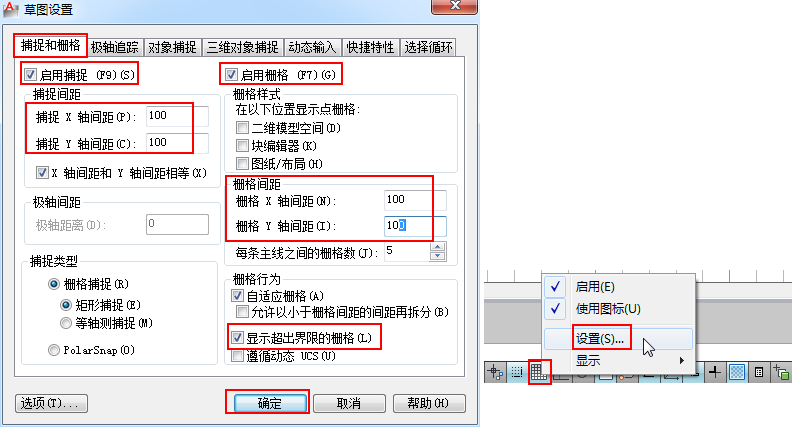 草图设置
捕捉和栅格 极轴追踪 对象捕捉 三维对象捕捉 动态输入 快捷特性 选择循环
启用捕捉 (F9)(S)
捕捉间距
捕捉 X 轴间距(P): 100
捕捉 Y 轴间距(C): 100
X 轴间距和 Y 轴间距相等(X)
极轴间距
极轴距离(D): 0
捕捉类型
栅格捕捉(R)
矩形捕捉(E)
等轴测捕捉(M)
PolarSnap(O)
启用栅格 (F7)(G)
栅格样式
在以下位置显示点栅格:
二维模型空间(D)
块编辑器(K)
图纸/布局(H)
栅格间距
栅格 X 轴间距(N): 100
栅格 Y 轴间距(I): 100
每条主线之间的栅格数(J): 5
栅格行为
自适应栅格(A)
允许以小于栅格间距的间距再拆分(B)
显示超出界限的栅格(L)
遵循动态 UCS(U)
选项(T)... 确定 取消 帮助(H)
启用(E)
使用图标(U)
设置(S)...
显示